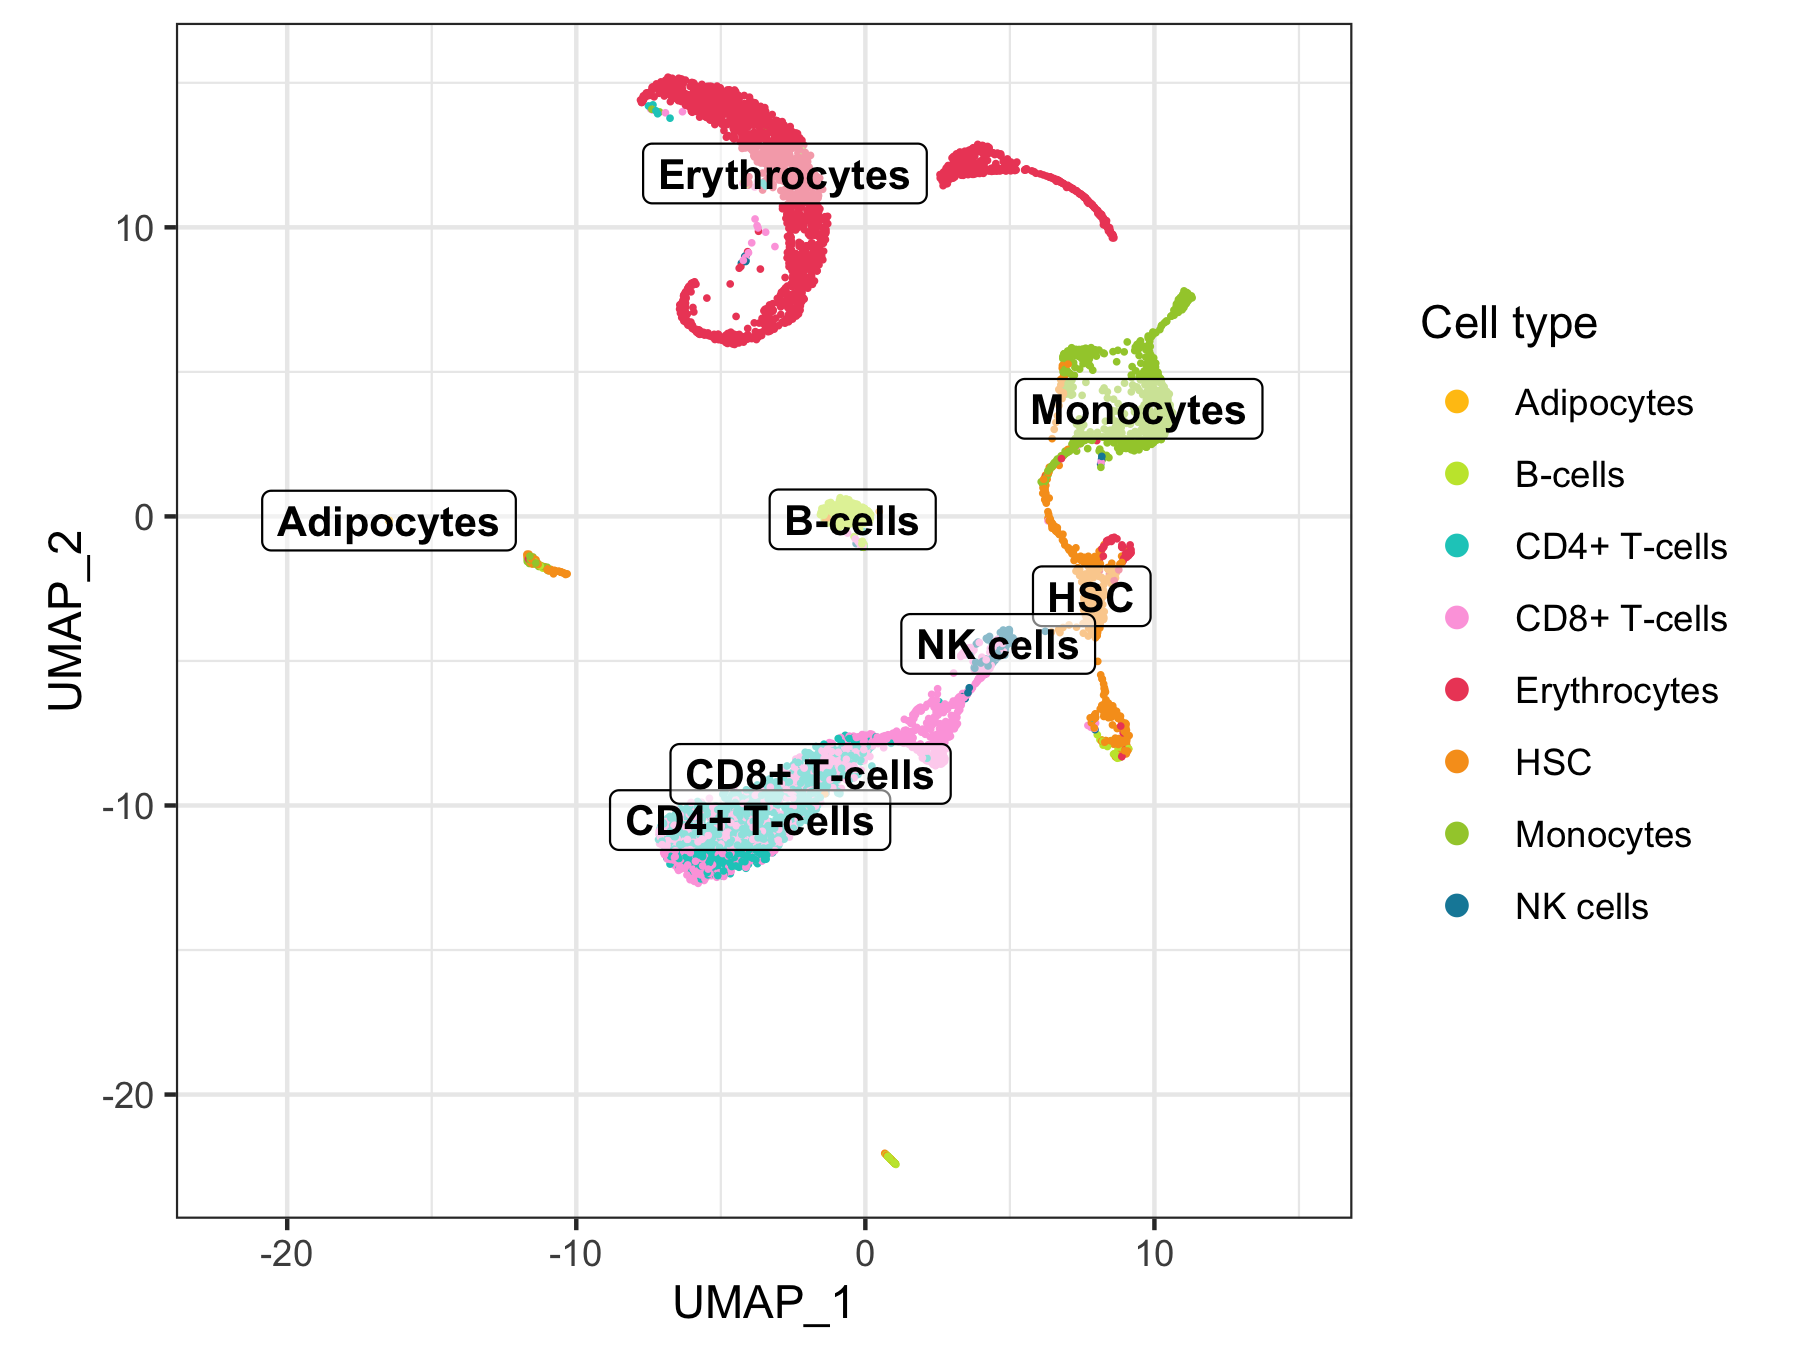 Erythrocytes
Monocytes
Adipocytes
B-cells
HSC
NK cells
CD8+ T-cells
CD4+ T-cells
10
0
-10
-20
-20
-10
0
10
UMAP_1
UMAP_2
Cell type
Adipocytes
B-cells
CD4+ T-cells
CD8+ T-cells
Erythrocytes
HSC
Monocytes
NK cells